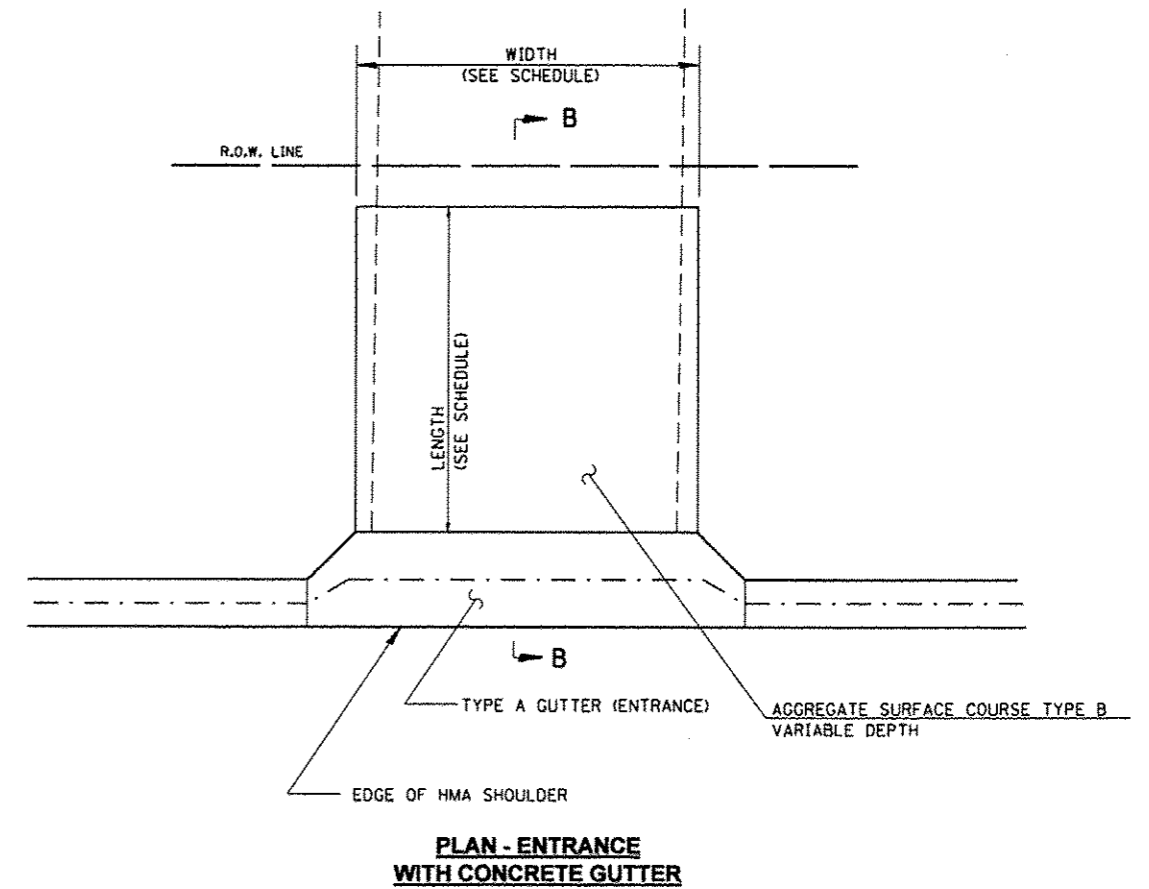 WIDTH
(SEE SCHEDULE)
B
R.O.W. LINE
LENGTH
(SEE SCHEDULE)
B
TYPE A GUTTER (ENTRANCE)
AGGREGATE SURFACE COURSE TYPE B
VARIABLE DEPTH
EDGE OF HMA SHOULDER
PLAN - ENTRANCE
WITH CONCRETE GUTTER